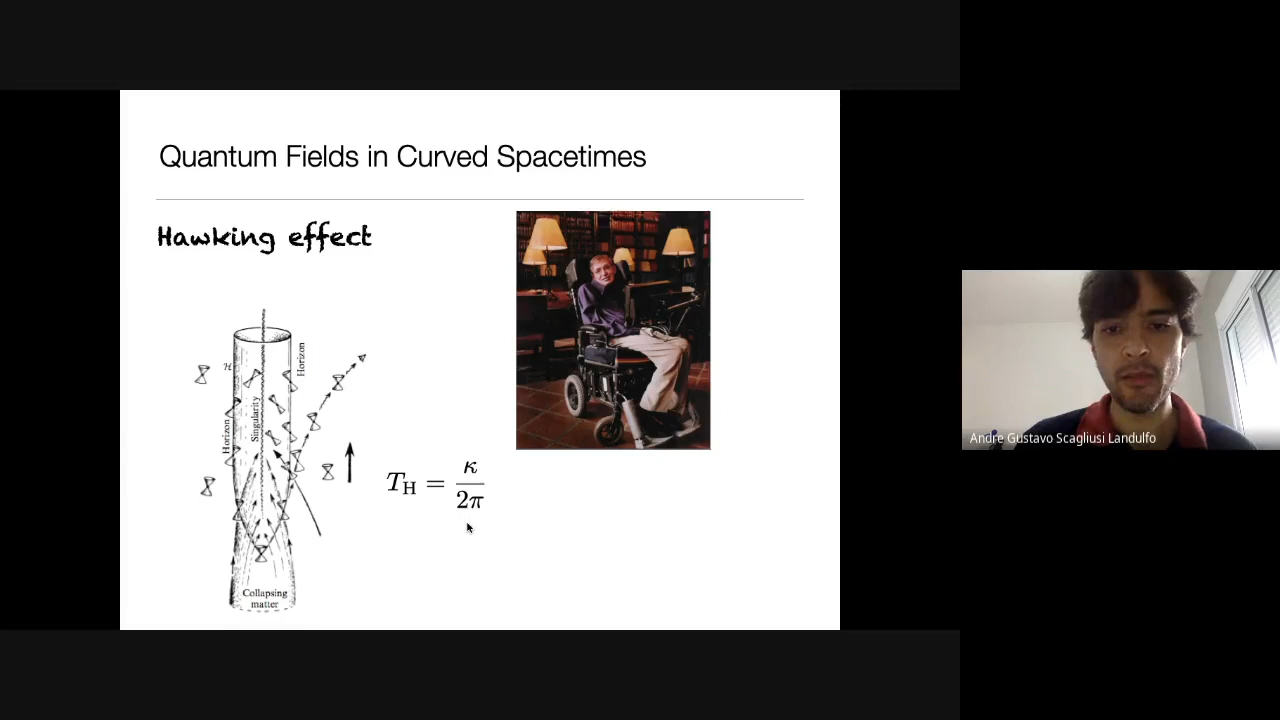 Quantum Fields in Curved Spacetimes
Hawking effect
Horizon
H
Singularity
Horizon
T_H = κ/2π
Collapsing
matter
Andre Gustavo Scagliusi Landulfo